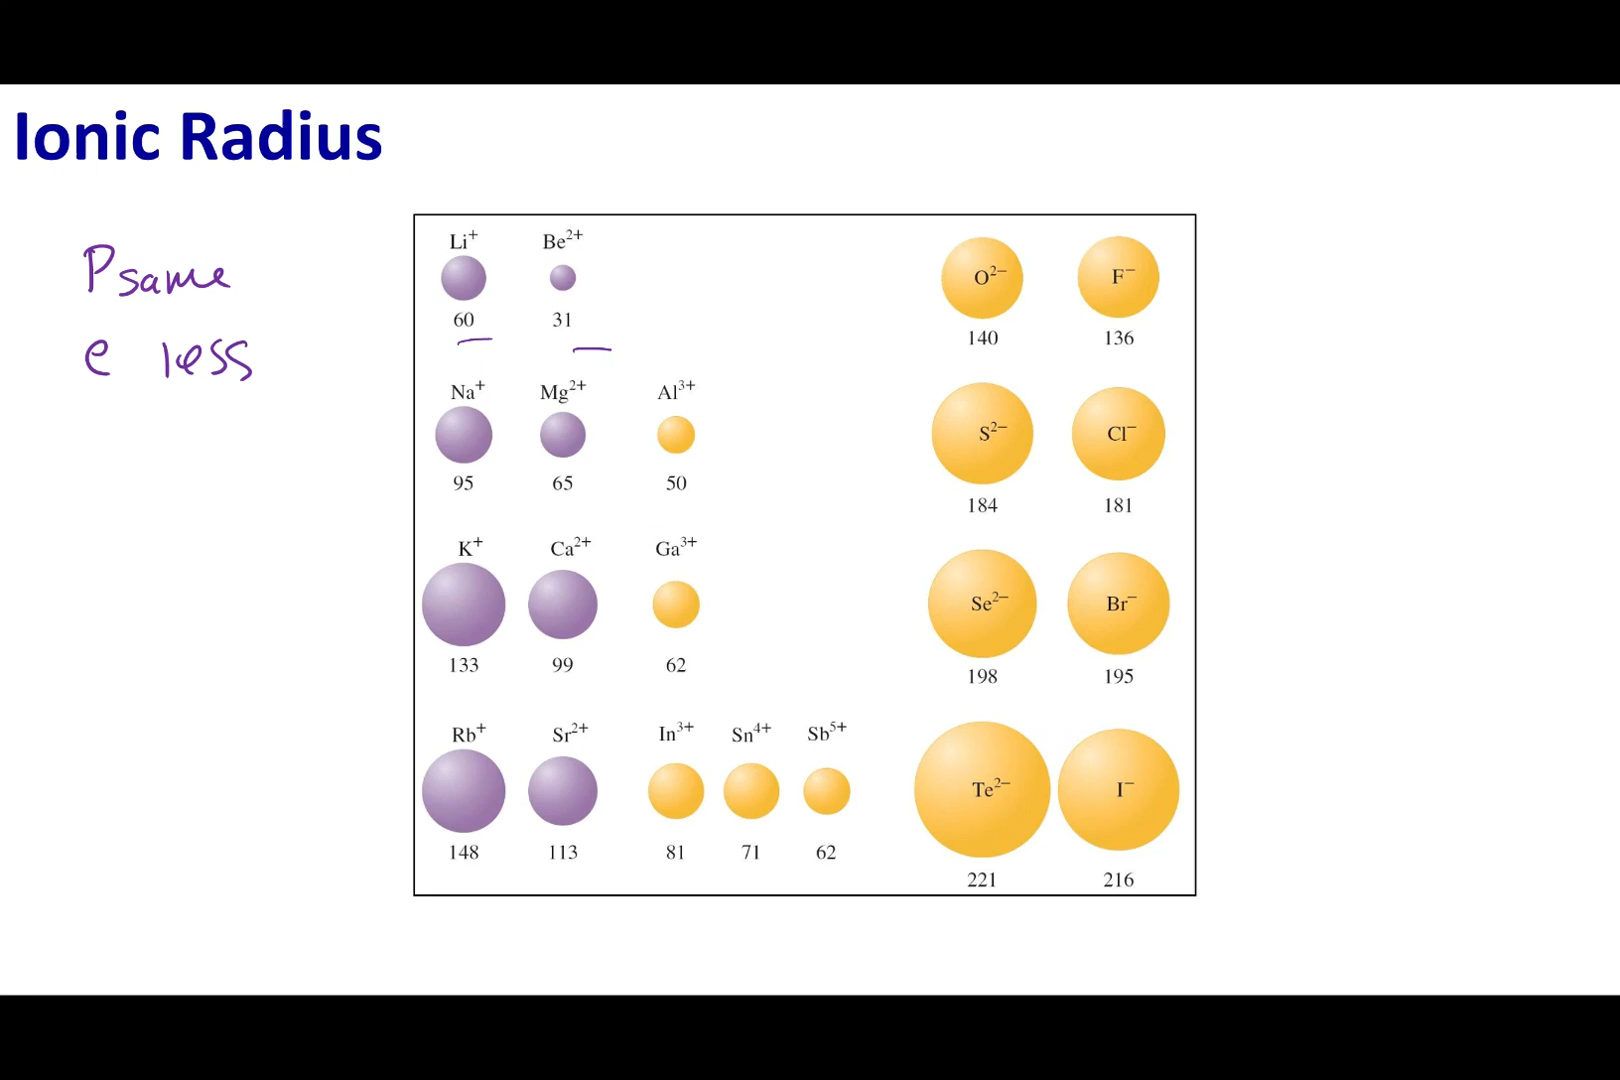 Ionic Radius
P same
e less
Li⁺ Be²⁺ O²⁻ F⁻
60 31 140 136
Na⁺ Mg²⁺ Al³⁺ S²⁻ Cl⁻
95 65 50 184 181
K⁺ Ca²⁺ Ga³⁺ Se²⁻ Br⁻
133 99 62 198 195
Rb⁺ Sr²⁺ In³⁺ Sn⁴⁺ Sb⁵⁺ Te²⁻ I⁻
148 113 81 71 62 221 216